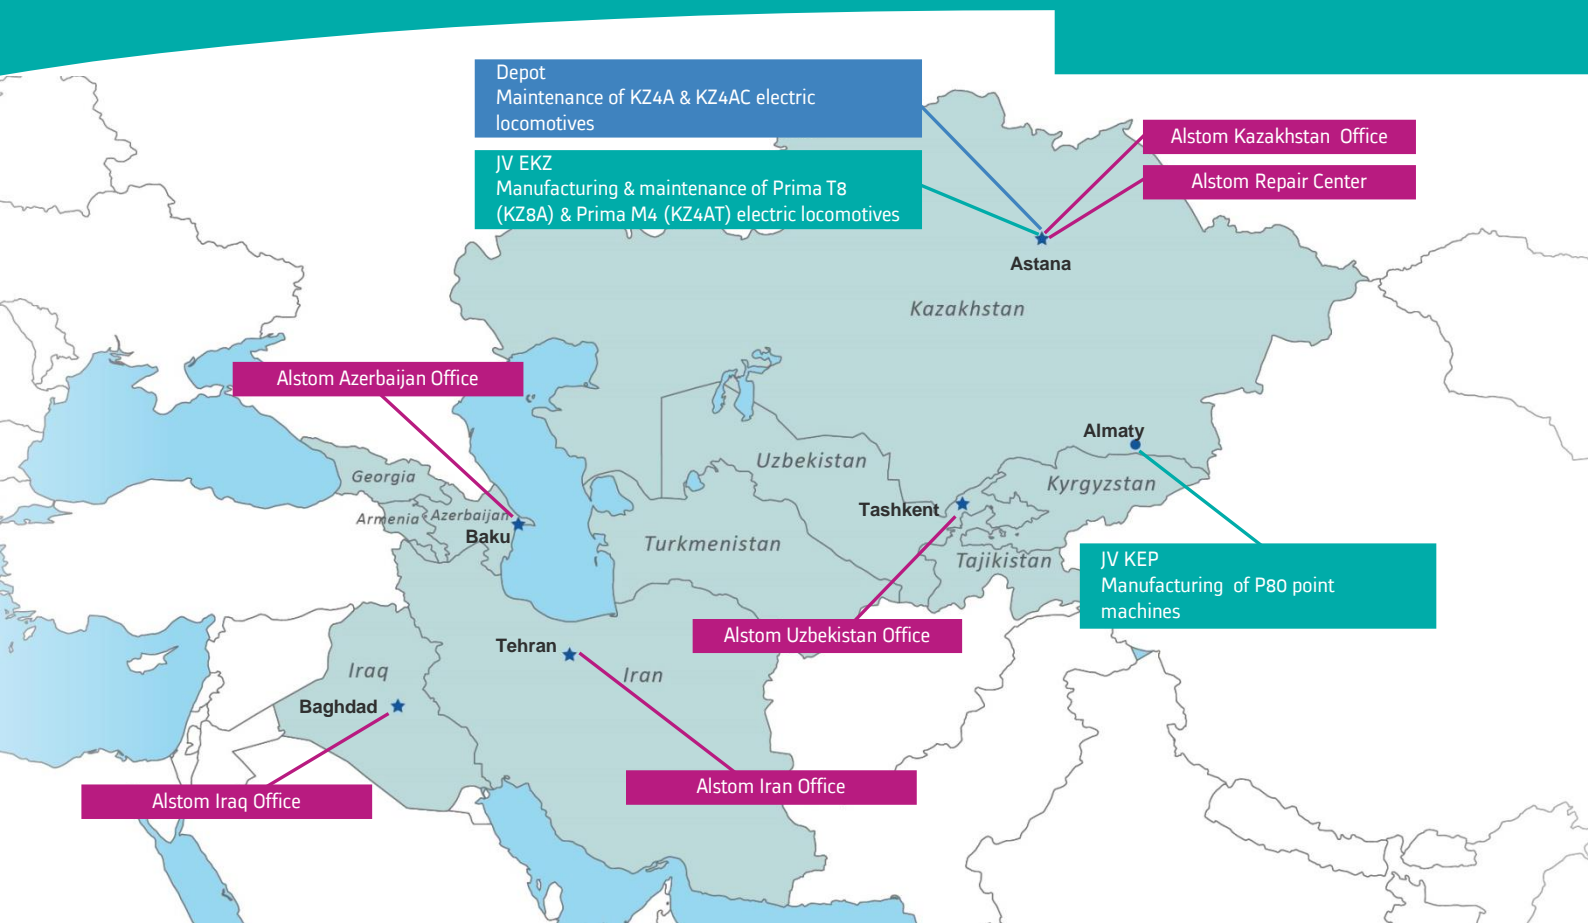 Depot
Maintenance of KZ4A & KZ4AC electric
locomotives
Alstom Kazakhstan Office
JV EKZ
Manufacturing & maintenance of Prima T8
(KZ8A) & Prima M4 (KZ4AT) electric locomotives
Alstom Repair Center
Astana
Kazakhstan
Alstom Azerbaijan Office
Almaty
Uzbekistan
Georgia
Kyrgyzstan
Tashkent
Armenia
Azerbaijan
Baku
Turkmenistan
Tajikistan
JV KEP
Manufacturing of P80 point
machines
Alstom Uzbekistan Office
Tehran
Iraq
Iran
Baghdad
Alstom Iran Office
Alstom Iraq Office